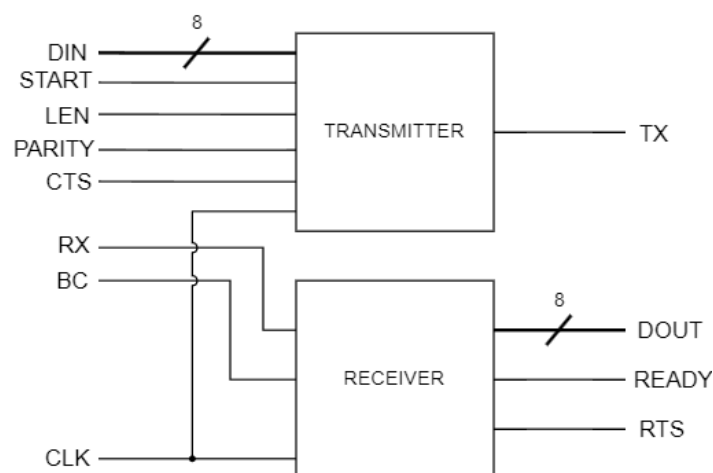 8
DIN
START
LEN
PARITY
CTS
TRANSMITTER
TX
RX
BC
8
DOUT
RECEIVER
READY
RTS
CLK